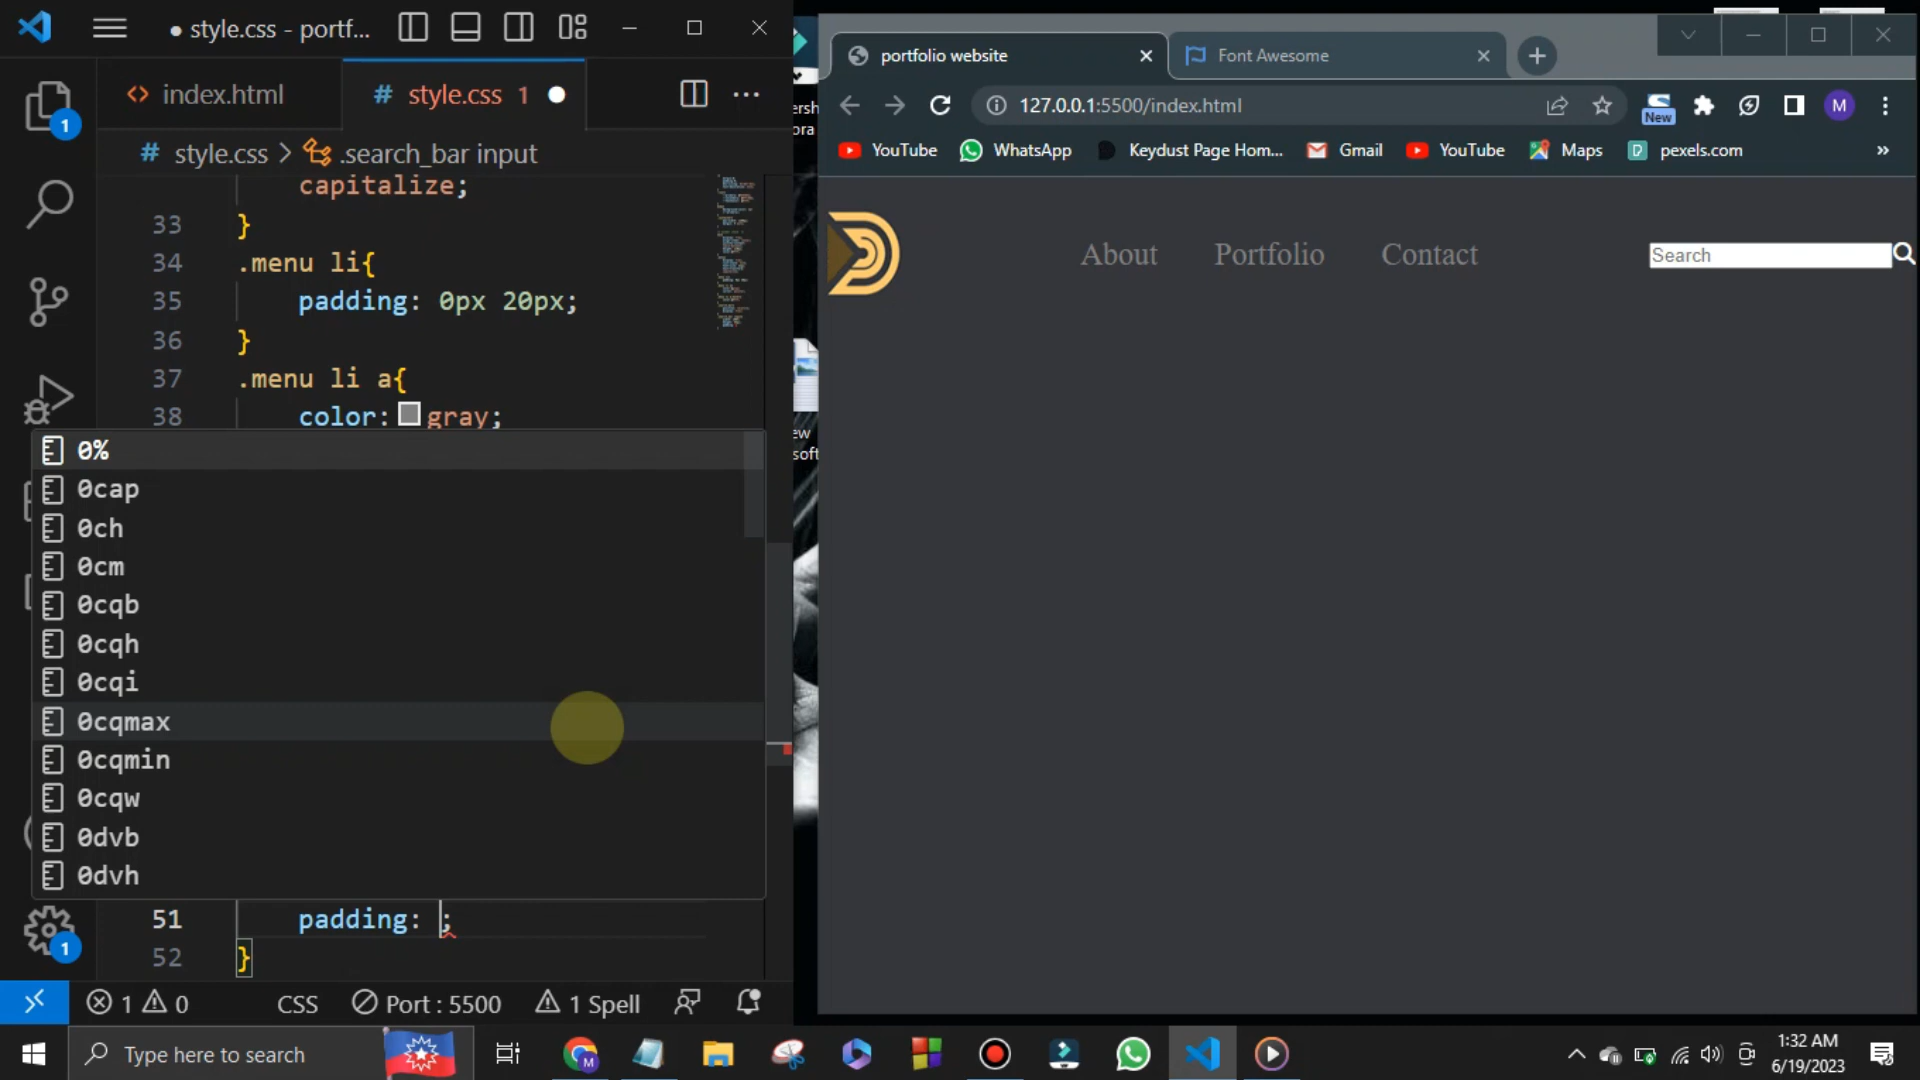 style.css - portf...
index.html
# style.css 1
# style.css > .search_bar input
capitalize;
33 }
34 .menu li{
35 padding: 0px 20px;
36 }
37 .menu li a{
38 color: gray;
0%
0cap
0ch
0cm
0cqb
0cqh
0cqi
0cqmax
0cqmin
0cqw
0dvb
0dvh
51 padding: ;
52 }
1
1
1 0 CSS Port : 5500 1 Spell
ersh
ora
ew
soft
portfolio website
Font Awesome
127.0.0.1:5500/index.html
New
M
YouTube WhatsApp Keydust Page Hom... Gmail YouTube Maps pexels.com »
About Portfolio Contact Search
Type here to search
M
1:32 AM
6/19/2023